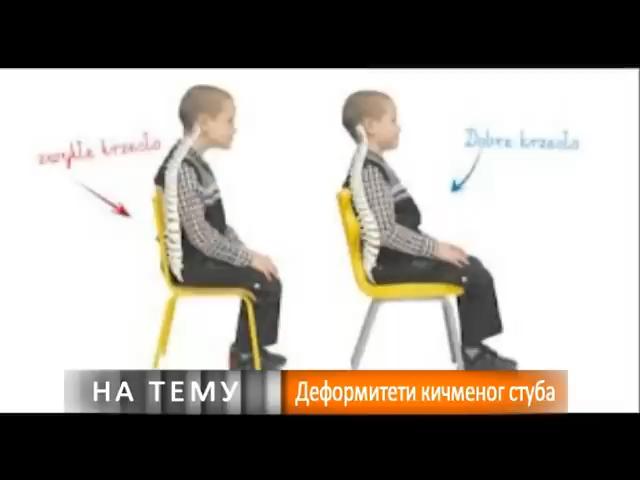 zwykłe krzesło
Dobre krzesło
НА ТЕМУ
Деформитети кичменог стуба